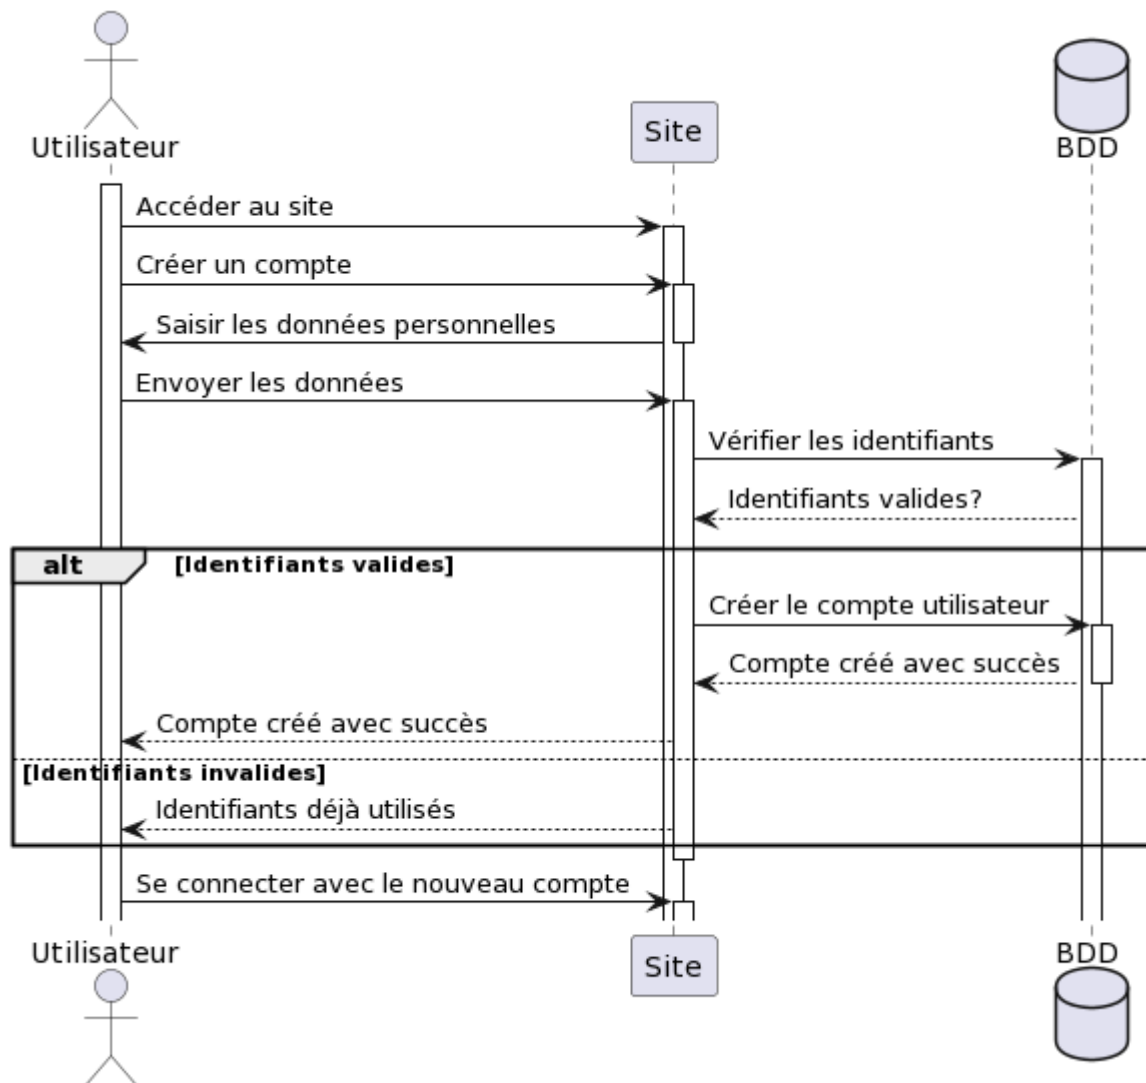 Utilisateur
Site
BDD
Accéder au site
Créer un compte
Saisir les données personnelles
Envoyer les données
Vérifier les identifiants
Identifiants valides?
alt [Identifiants valides]
Créer le compte utilisateur
Compte créé avec succès
Compte créé avec succès
[Identifiants invalides]
Identifiants déjà utilisés
Se connecter avec le nouveau compte
Utilisateur
Site
BDD